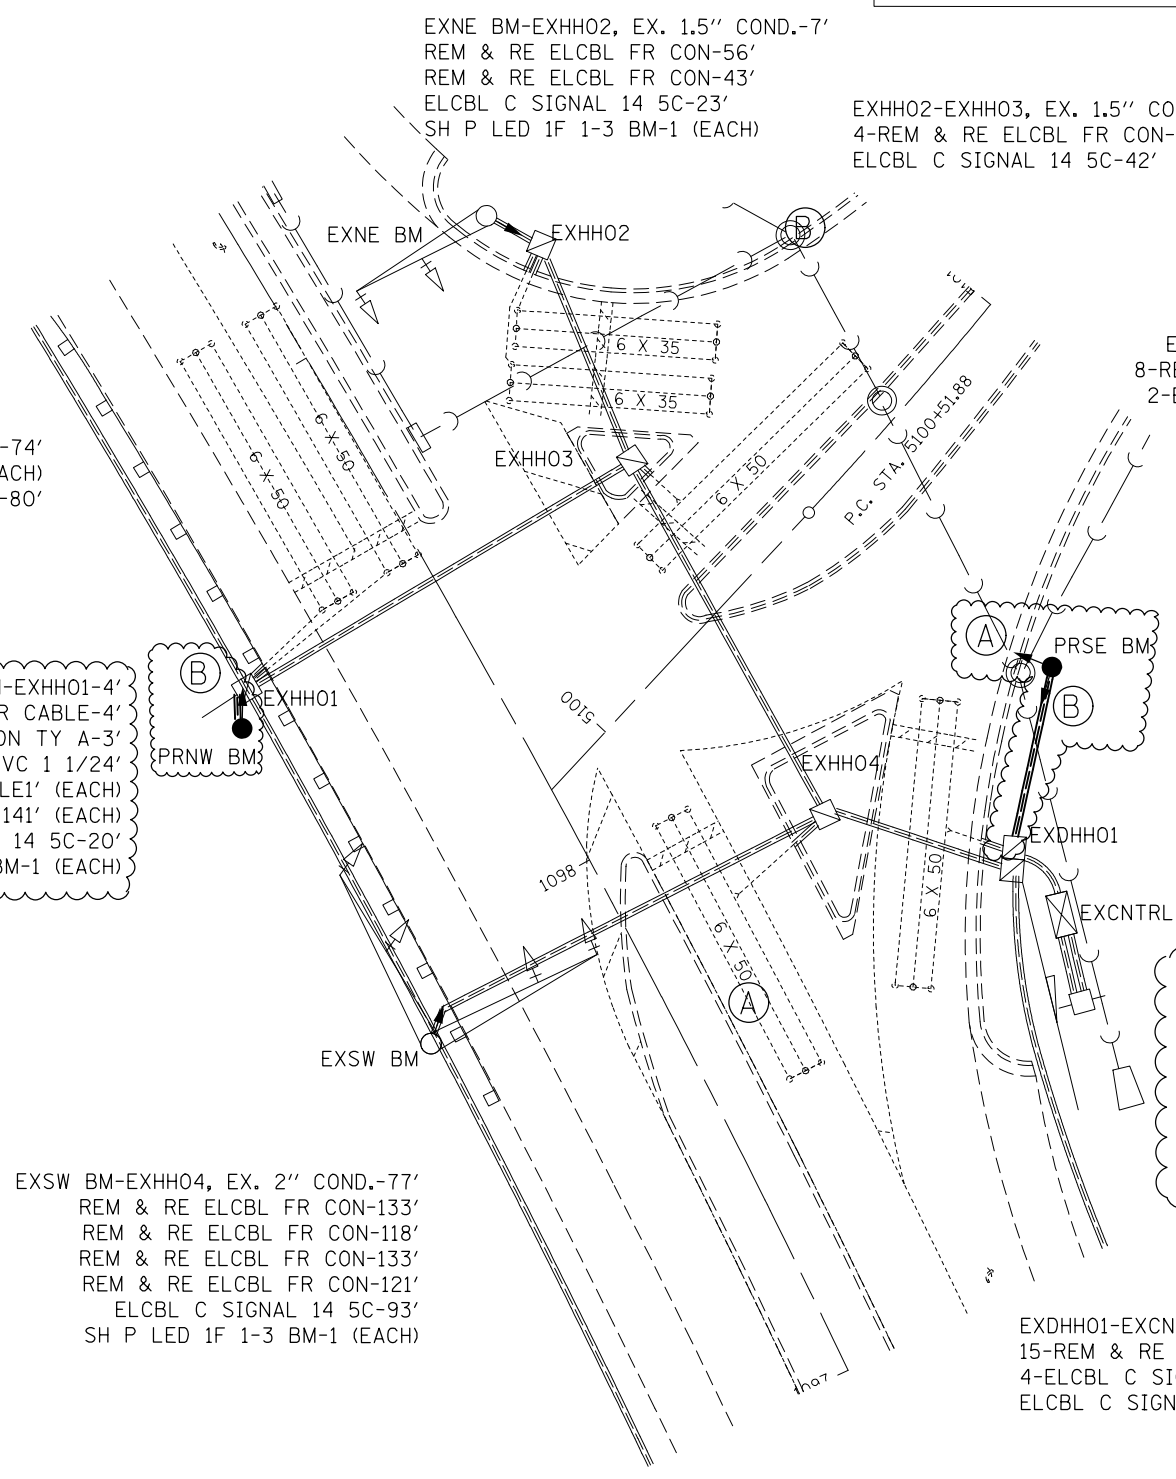 EXNE BM-EXHH02, EX. 1.5" COND.-7'
REM & RE ELCBL FR CON-56'
REM & RE ELCBL FR CON-43'
ELCBL C SIGNAL 14 5C-23'
SH P LED 1F 1-3 BM-1 (EACH)
EXHH02-EXHH03, EX. 1.5" CO
4-REM & RE ELCBL FR CON-
ELCBL C SIGNAL 14 5C-42'
EXNE BM
EXHH02
B
6 X 35
6 X 35
E
8-RE
2-E
6 X 50
6 X 50
-74'
EACH)
-80'
EXHH03
6 X 50
P.C. STA. 5100+51.88
A
PRSE BM
B
B
EXHH01
PRNW BM
-EXHH01-4'
R CABLE-4'
ON TY A-3'
VC 1 1/24'
LE1' (EACH)
141' (EACH)
14 5C-20'
BM-1 (EACH)
5100
EXHH04
EXDHH01
1098
6 X 50
6 X 50
EXCNTRL
A
EXSW BM
EXSW BM-EXHH04, EX. 2" COND.-77'
REM & RE ELCBL FR CON-133'
REM & RE ELCBL FR CON-118'
REM & RE ELCBL FR CON-133'
REM & RE ELCBL FR CON-121'
ELCBL C SIGNAL 14 5C-93'
SH P LED 1F 1-3 BM-1 (EACH)
EXDHH01-EXCN
15-REM & RE
4-ELCBL C SI
ELCBL C SIGN